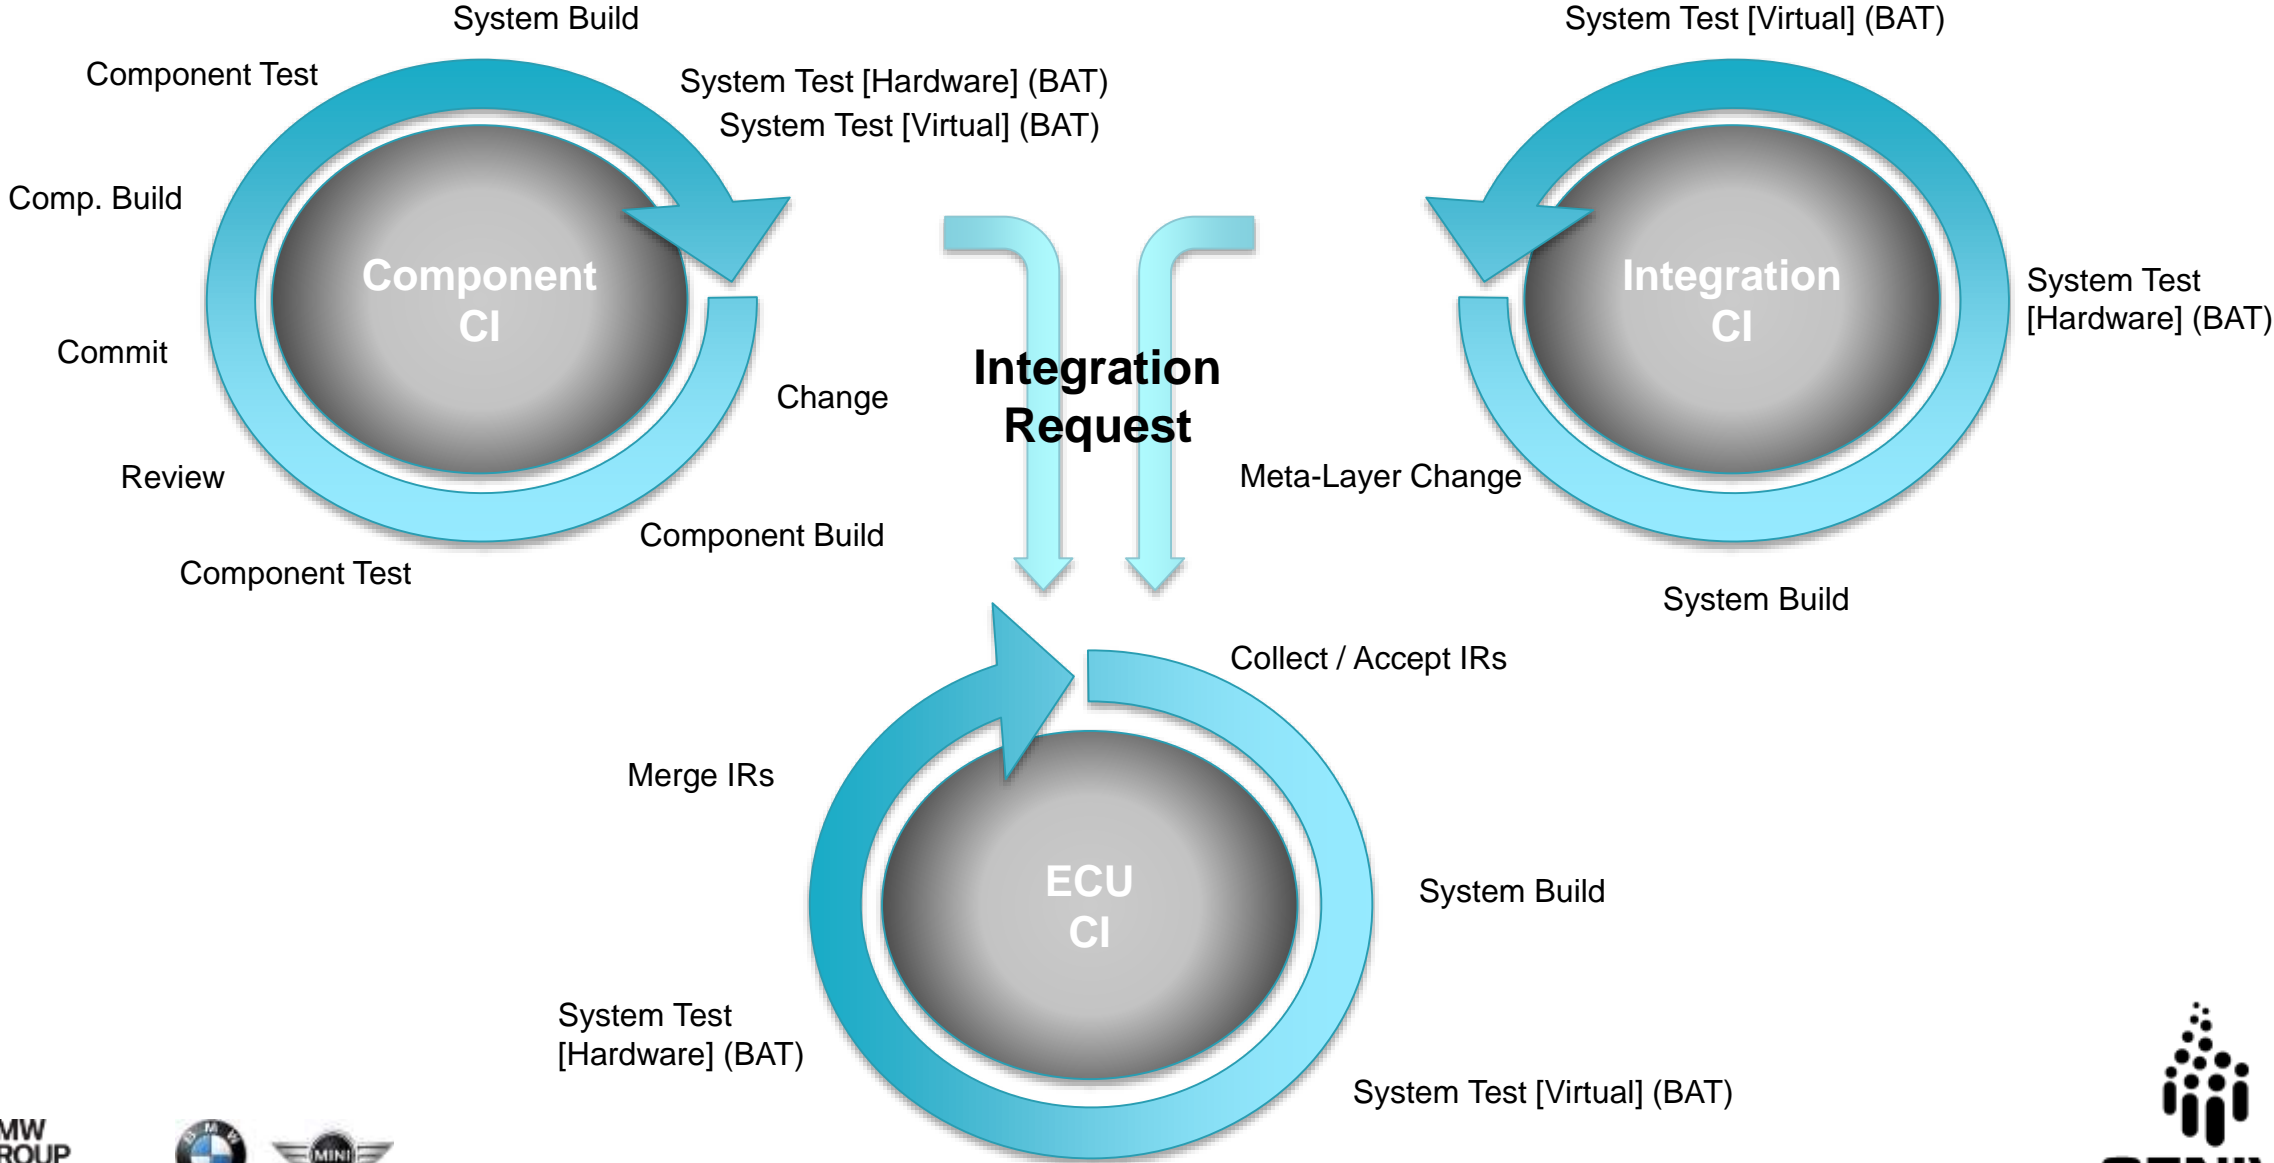 System Build
System Test [Virtual] (BAT)
Component Test
System Test [Hardware] (BAT)
System Test [Virtual] (BAT)
Comp. Build
Component
CI
Integration
CI
System Test
[Hardware] (BAT)
Commit
Change
Integration
Request
Review
Meta-Layer Change
Component Build
Component Test
System Build
Collect / Accept IRs
Merge IRs
ECU
CI
System Build
System Test
[Hardware] (BAT)
System Test [Virtual] (BAT)
BMW
MINI